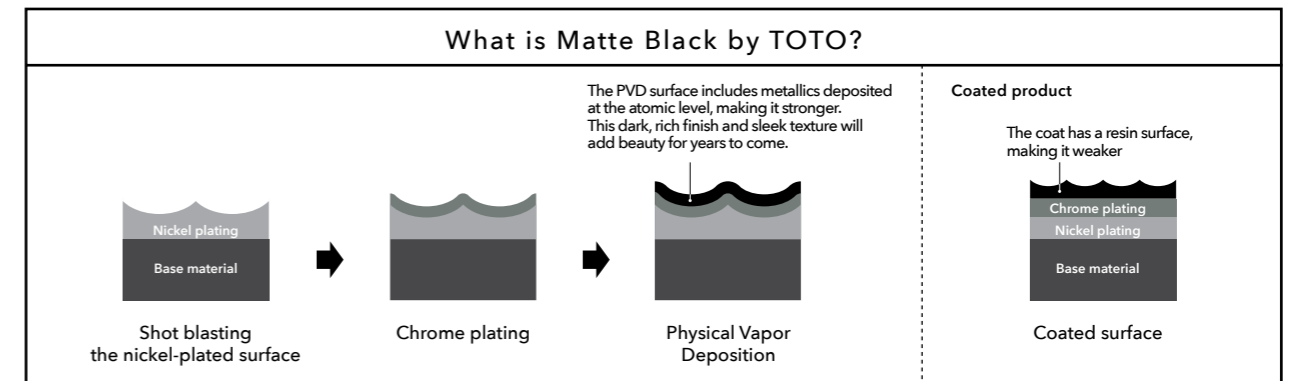 What is Matte Black by TOTO?
The PVD surface includes metallics deposited
at the atomic level, making it stronger.
This dark, rich finish and sleek texture will
add beauty for years to come.
Nickel plating
Base material
Shot blasting
the nickel-plated surface
Chrome plating
Physical Vapor
Deposition
Coated product
The coat has a resin surface,
making it weaker
Chrome plating
Nickel plating
Base material
Coated surface